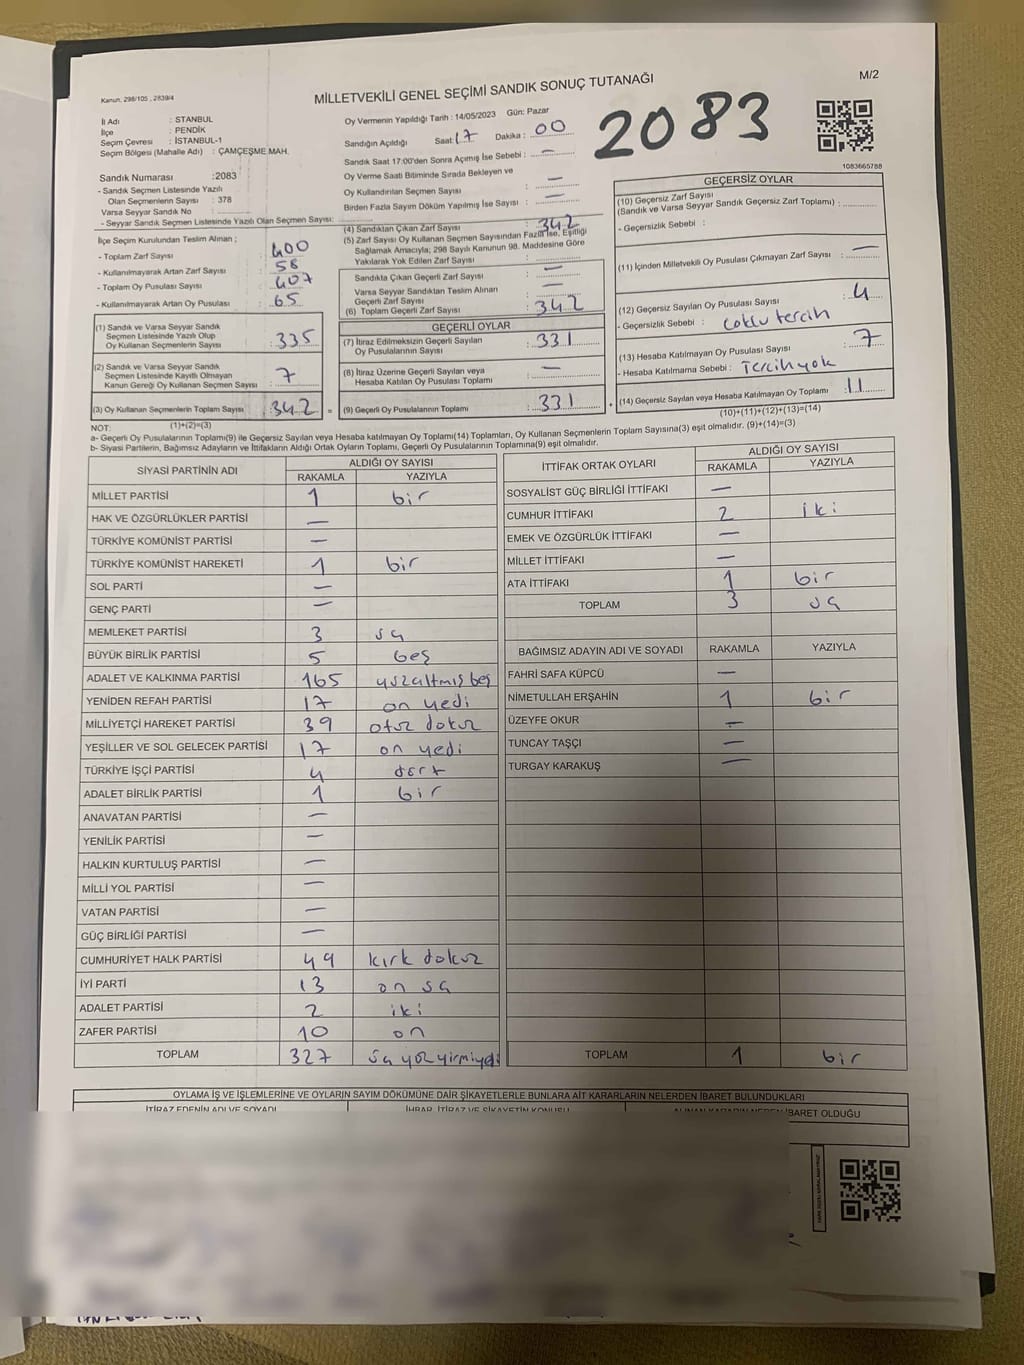 Kanun: 298/105 , 2839/4
MİLLETVEKİLİ GENEL SEÇİMİ SANDIK SONUÇ TUTANAĞI
M/2
İl Adı : STANBUL
İlçe : PENDİK
Seçim Çevresi : İSTANBUL-1
Seçim Bölgesi (Mahalle Adı) : ÇAMÇEŞME MAH.
Oy Vermenin Yapıldığı Tarih : 14/05/2023 Gün: Pazar
Sandığın Açıldığı Saat: 17 Dakika : 00
Sandık Saat 17:00'den Sonra Açımış İse Sebebi : —
Oy Verme Saati Bitiminde Sırada Bekleyen ve
Oy Kullandırılan Seçmen Sayısı : —
Birden Fazla Sayım Döküm Yapılmış İse Sayısı : —
2083
1083665788
Sandık Numarası :2083
- Sandık Seçmen Listesinde Yazılı
Olan Seçmenlerin Sayısı : 378
Varsa Seyyar Sandık No :
- Seyyar Sandık Seçmen Listesinde Yazılı Olan Seçmen Sayısı:
İlçe Seçim Kurulundan Teslim Alınan ;
- Toplam Zarf Sayısı : 400
- Kullanılmayarak Artan Zarf Sayısı : 58
- Toplam Oy Pusulası Sayısı : 407
- Kullanılmayarak Artan Oy Pusulası : 65
(1) Sandık ve Varsa Seyyar Sandık
Seçmen Listesinde Yazılı Olup
Oy Kullanan Seçmenlerin Sayısı : 335
(2) Sandık ve Varsa Seyyar Sandık
Seçmen Listesinde Kayıtlı Olmayan
Kanun Gereği Oy Kullanan Seçmen Sayısı : 7
(3) Oy Kullanan Seçmenlerin Toplam Sayısı : 342 =
(1)+(2)=(3)
(4) Sandıktan Çıkan Zarf Sayısı : 342
(5) Zarf Sayısı Oy Kullanan Seçmen Sayısından Fazla İse, Eşitliği
Sağlamak Amacıyla; 298 Sayılı Kanunun 98. Maddesine Göre
Yakılarak Yok Edilen Zarf Sayısı :
Sandıkta Çıkan Geçerli Zarf Sayısı : —
Varsa Seyyar Sandıktan Teslim Alınan
Geçerli Zarf Sayısı : —
(6) Toplam Geçerli Zarf Sayısı : 342
GEÇERLİ OYLAR
(7) İtiraz Edilmeksizin Geçerli Sayılan
Oy Pusulalarının Sayısı : 331
(8) İtiraz Üzerine Geçerli Sayılan veya
Hesaba Katılan Oy Pusulası Toplamı : —
(9) Geçerli Oy Pusulalarının Toplamı : 331 +
GEÇERSİZ OYLAR
(10) Geçersiz Zarf Sayısı
(Sandık ve Varsa Seyyar Sandık Geçersiz Zarf Toplamı) :
- Geçersizlik Sebebi :
(11) İçinden Milletvekili Oy Pusulası Çıkmayan Zarf Sayısı : —
(12) Geçersiz Sayılan Oy Pusulası Sayısı : 4
- Geçersizlik Sebebi : Çoklu tercih
(13) Hesaba Katılmayan Oy Pusulası Sayısı : 7
- Hesaba Katılmama Sebebi : Tercih yok
(14) Geçersiz Sayılan veya Hesaba Katılmayan Oy Toplamı : 11
(10)+(11)+(12)+(13)=(14)
NOT:
a- Geçerli Oy Pusulalarının Toplamı(9) ile Geçersiz Sayılan veya Hesaba katılmayan Oy Toplamı(14) Toplamları, Oy Kullanan Seçmenlerin Toplam Sayısına(3) eşit olmalıdır. (9)+(14)=(3)
b- Siyasi Partilerin, Bağımsız Adayların ve İttifakların Aldığı Ortak Oyların Toplamı, Geçerli Oy Pusulalarının Toplamına(9) eşit olmalıdır.
SİYASİ PARTİNİN ADI ALDIĞI OY SAYISI
RAKAMLA YAZIYLA
MİLLET PARTİSİ 1 bir
HAK VE ÖZGÜRLÜKLER PARTİSİ —
TÜRKİYE KOMÜNİST PARTİSİ —
TÜRKİYE KOMÜNİST HAREKETİ 1 bir
SOL PARTİ —
GENÇ PARTİ —
MEMLEKET PARTİSİ 3 üç
BÜYÜK BİRLİK PARTİSİ 5 beş
ADALET VE KALKINMA PARTİSİ 165 yüzaltmış beş
YENİDEN REFAH PARTİSİ 17 on yedi
MİLLİYETÇİ HAREKET PARTİSİ 39 otuz dokuz
YEŞİLLER VE SOL GELECEK PARTİSİ 17 on yedi
TÜRKİYE İŞÇİ PARTİSİ 4 dört
ADALET BİRLİK PARTİSİ 1 bir
ANAVATAN PARTİSİ —
YENİLİK PARTİSİ —
HALKIN KURTULUŞ PARTİSİ —
MİLLİ YOL PARTİSİ —
VATAN PARTİSİ —
GÜÇ BİRLİĞİ PARTİSİ —
CUMHURİYET HALK PARTİSİ 49 kırk dokuz
İYİ PARTİ 13 on üç
ADALET PARTİSİ 2 iki
ZAFER PARTİSİ 10 on
TOPLAM 327 üç yüz yirmiyedi
İTTİFAK ORTAK OYLARI ALDIĞI OY SAYISI
RAKAMLA YAZIYLA
SOSYALİST GÜÇ BİRLİĞİ İTTİFAKI —
CUMHUR İTTİFAKI 2 iki
EMEK VE ÖZGÜRLÜK İTTİFAKI —
MİLLET İTTİFAKI —
ATA İTTİFAKI 1 bir
TOPLAM 3 üç
BAĞIMSIZ ADAYIN ADI VE SOYADI RAKAMLA YAZIYLA
FAHRİ SAFA KÜPCÜ —
NİMETULLAH ERŞAHİN 1 bir
ÜZEYFE OKUR —
TUNCAY TAŞÇI —
TURGAY KARAKUŞ —
TOPLAM 1 bir
OYLAMA İŞ VE İŞLEMLERİNE VE OYLARIN SAYIM DÖKÜMÜNE DAİR ŞİKAYETLERLE BUNLARA AİT KARARLARIN NELERDEN İBARET BULUNDUKLARI
İTİRAZ EDENİN ADI VE SOYADI İHBAR, İTİRAZ VE ŞİKAYETİN KONUSU ALINAN KARARIN NEDEN İBARET OLDUĞU